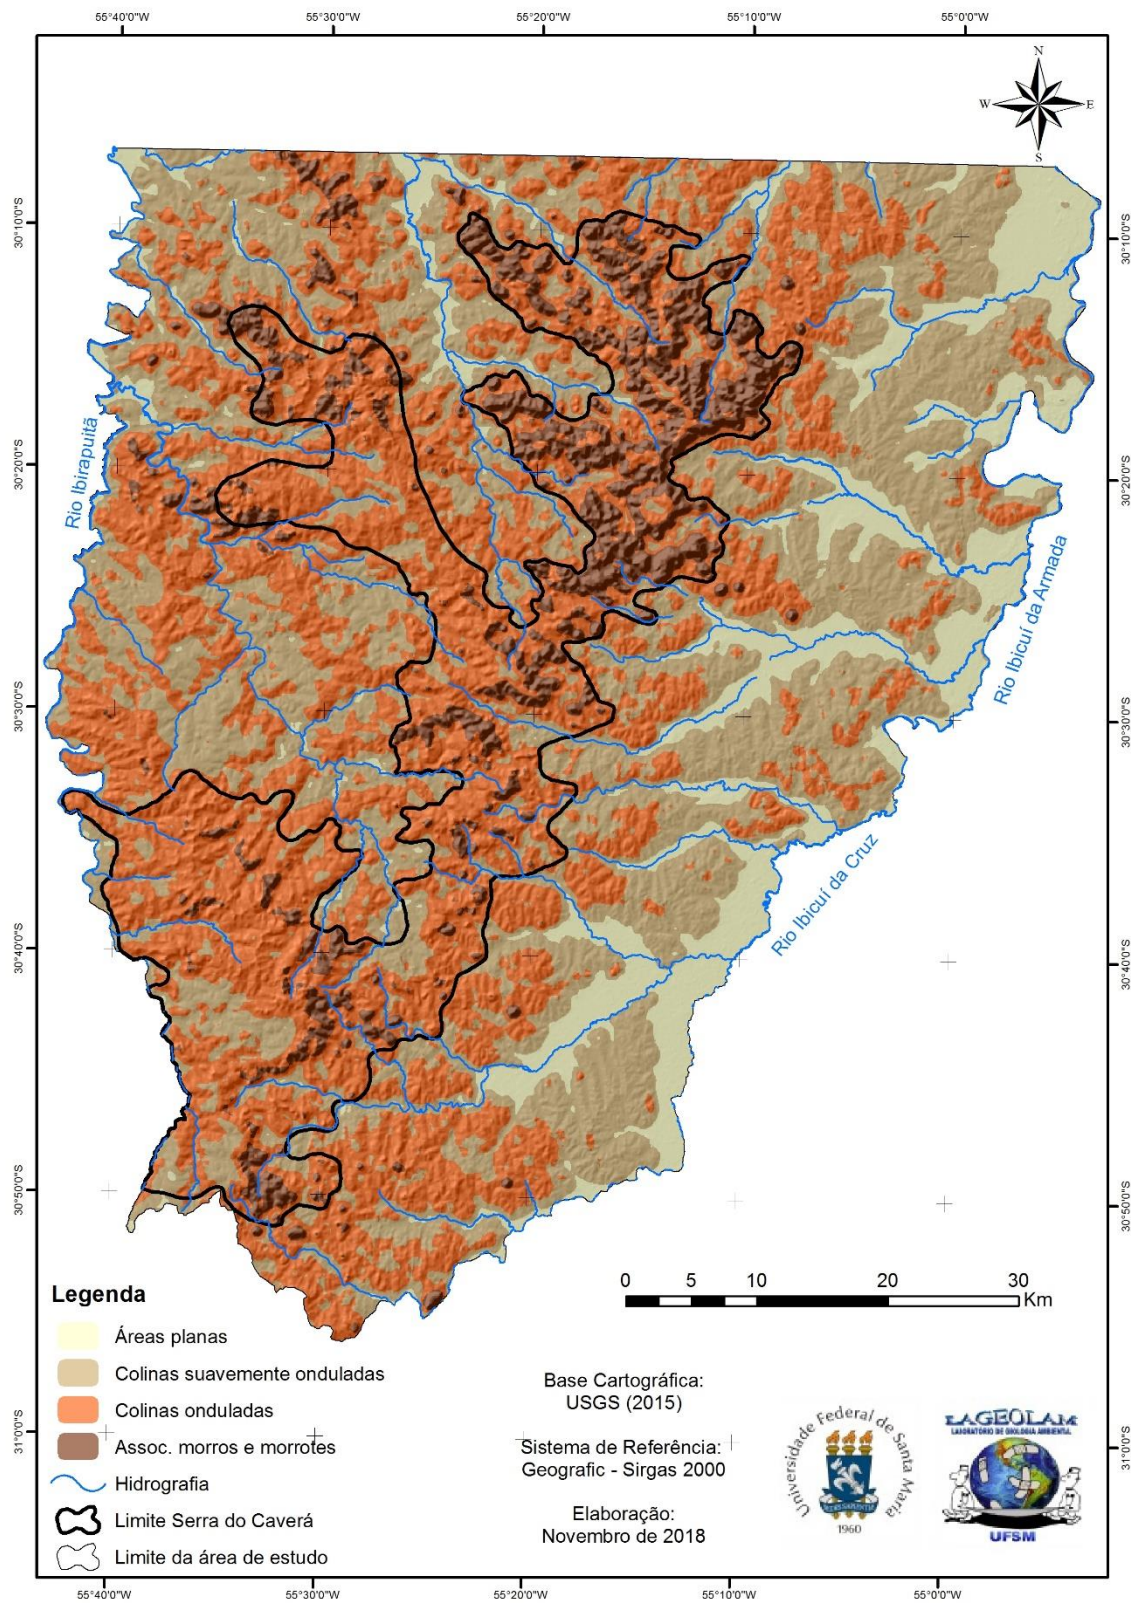 55°40'0"W 55°30'0"W 55°20'0"W 55°10'0"W 55°0'0"W
N
W E
S
30°10'0"S 30°10'0"S
30°20'0"S 30°20'0"S
Rio Ibirapuitã
Rio Ibicuí da Armada
30°30'0"S 30°30'0"S
Rio Ibicuí da Cruz
30°40'0"S 30°40'0"S
30°50'0"S 30°50'0"S
0 5 10 20 30
Km
Legenda
Áreas planas
Colinas suavemente onduladas
Colinas onduladas
Assoc. morros e morrotes
Hidrografia
Limite Serra do Caverá
Limite da área de estudo
Base Cartográfica:
USGS (2015)
Sistema de Referência:
Geografic - Sirgas 2000
Elaboração:
Novembro de 2018
Universidade Federal de Santa Maria
1960
LAGEOLAM
LABORATÓRIO DE GEOLOGIA AMBIENTAL
UFSM
31°0'0"S 31°0'0"S
55°40'0"W 55°30'0"W 55°20'0"W 55°10'0"W 55°0'0"W